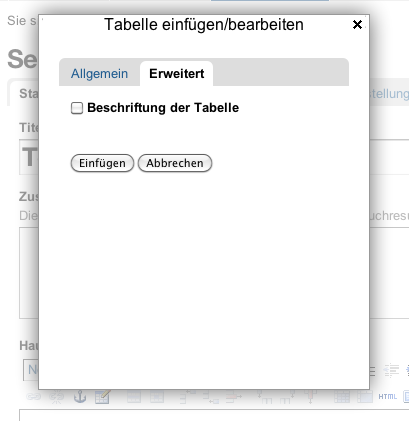 Tabelle einfügen/bearbeiten
Sie s
Se
Allgemein Erweitert
Sta
stellung
Beschriftung der Tabelle
Tite
T
Einfügen Abbrechen
Zus
Die
uchresu
Hau
HTML